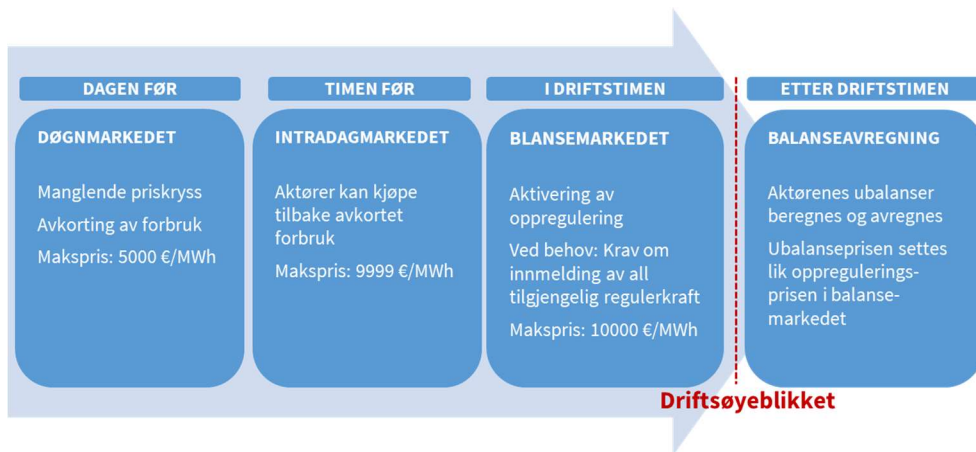 DAGEN FØR
DØGNMARKEDET
Manglende priskryss
Avkorting av forbruk
Makspris: 5000 €/MWh
TIMEN FØR
INTRADAGMARKEDET
Aktører kan kjøpe
tilbake avkortet
forbruk
Makspris: 9999 €/MWh
I DRIFTSTIMEN
BLANSEMARKEDET
Aktivering av
oppregulering
Ved behov: Krav om
innmelding av all
tilgjengelig regulerkraft
Makspris: 10000 €/MWh
ETTER DRIFTSTIMEN
BALANSEAVREGNING
Aktørenes ubalanser
beregnes og avregnes
Ubalanseprisen settes
lik oppregulerings-
prisen i balanse-
markedet
Driftsøyeblikket